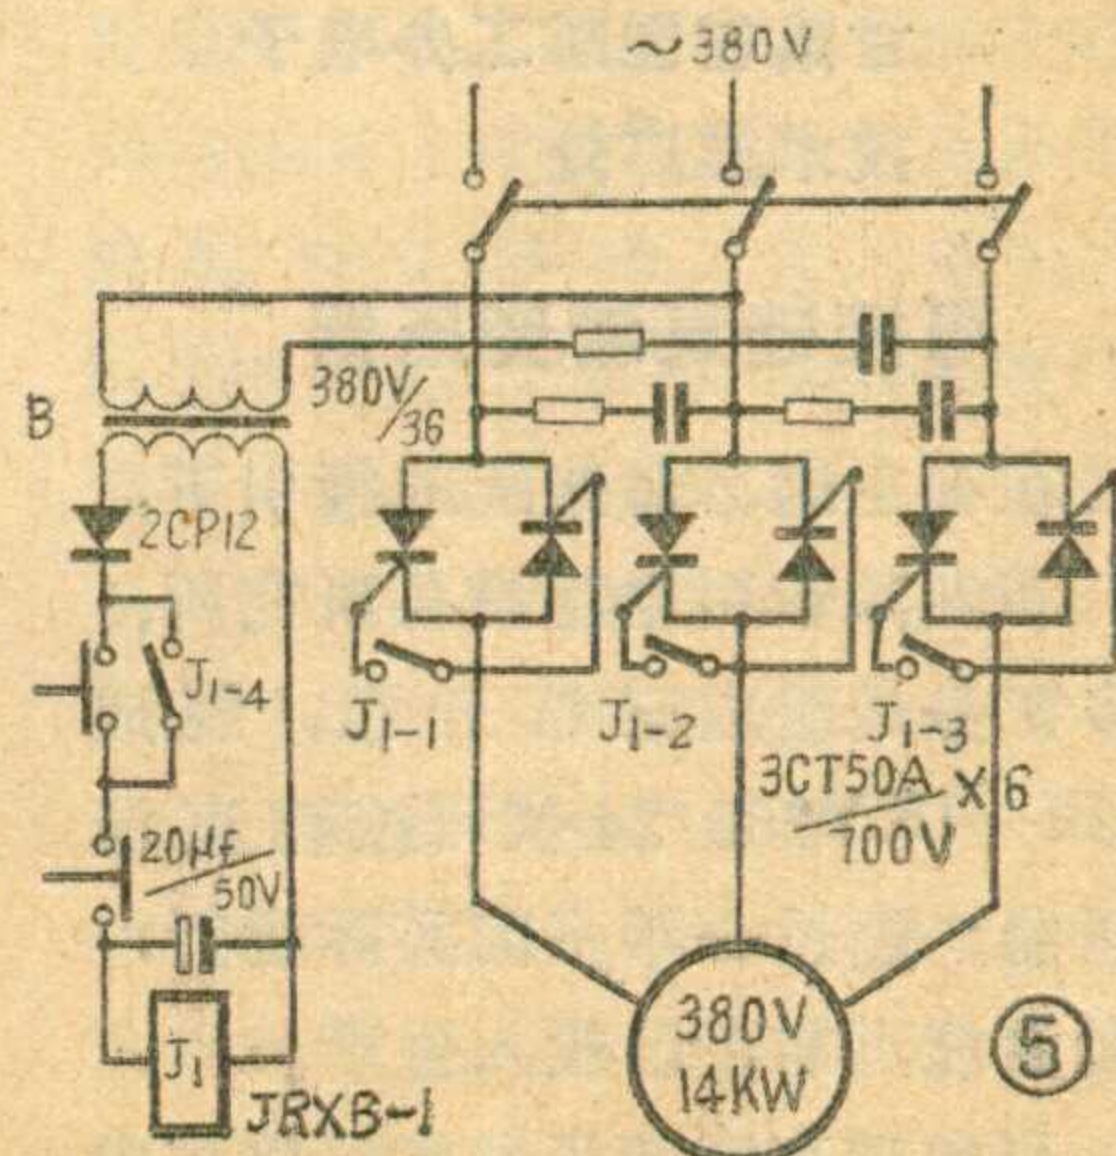 ～380V
380V/36
B
2CP12
J1-4
J1-1
J1-2
J1-3
3CT50A/700V ×6
20μf/50V
380V
14KW
J1
JRXB-1
⑤